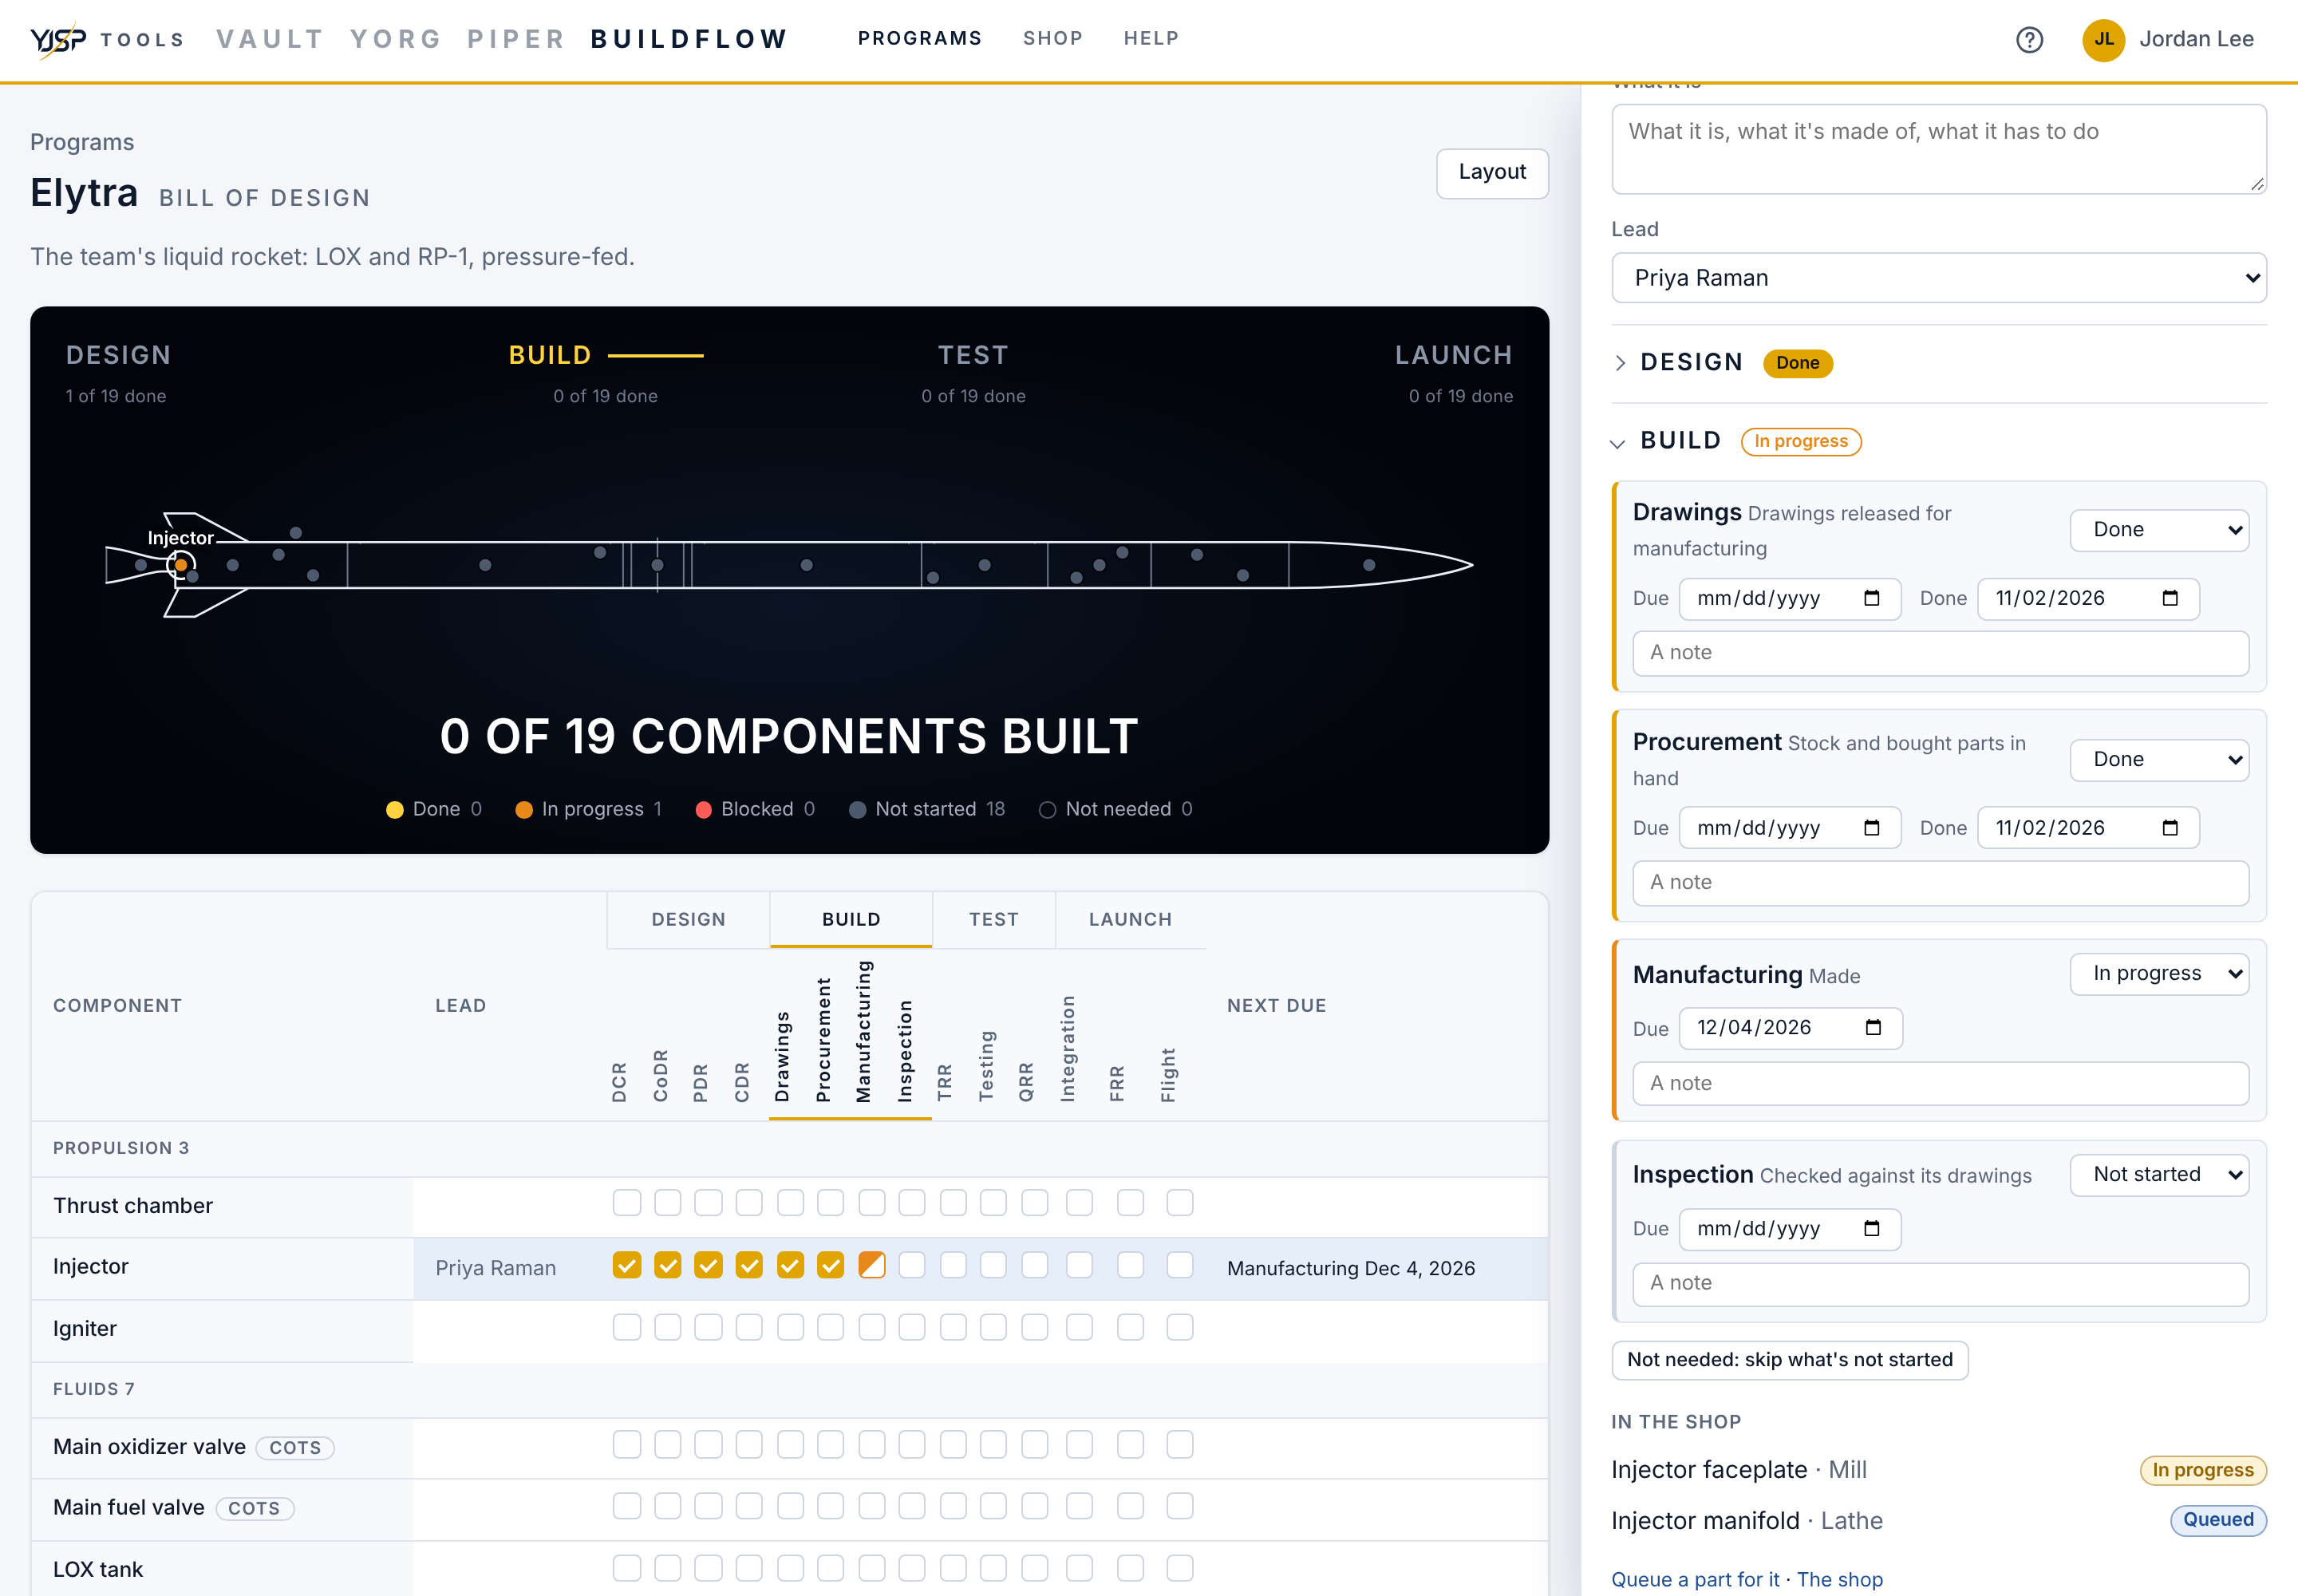 YJSP TOOLS VAULT YORG PIPER BUILDFLOW PROGRAMS SHOP HELP ? JL Jordan Lee
Programs
Elytra BILL OF DESIGN
Layout
The team's liquid rocket: LOX and RP-1, pressure-fed.
DESIGN BUILD TEST LAUNCH
1 of 19 done 0 of 19 done 0 of 19 done 0 of 19 done
Injector
0 OF 19 COMPONENTS BUILT
Done 0 In progress 1 Blocked 0 Not started 18 Not needed 0
DESIGN BUILD TEST LAUNCH
COMPONENT LEAD DCR CoDR PDR CDR Drawings Procurement Manufacturing Inspection TRR Testing QRR Integration FRR Flight NEXT DUE
PROPULSION 3
Thrust chamber
Injector Priya Raman Manufacturing Dec 4, 2026
Igniter
FLUIDS 7
Main oxidizer valve COTS
Main fuel valve COTS
LOX tank
What it is
What it is, what it's made of, what it has to do
Lead
Priya Raman
DESIGN Done
BUILD In progress
Drawings Drawings released for
manufacturing
Done
Due mm/dd/yyyy Done 11/02/2026
A note
Procurement Stock and bought parts in
hand
Done
Due mm/dd/yyyy Done 11/02/2026
A note
Manufacturing Made In progress
Due 12/04/2026
A note
Inspection Checked against its drawings Not started
Due mm/dd/yyyy
A note
Not needed: skip what's not started
IN THE SHOP
Injector faceplate · Mill In progress
Injector manifold · Lathe Queued
Queue a part for it · The shop